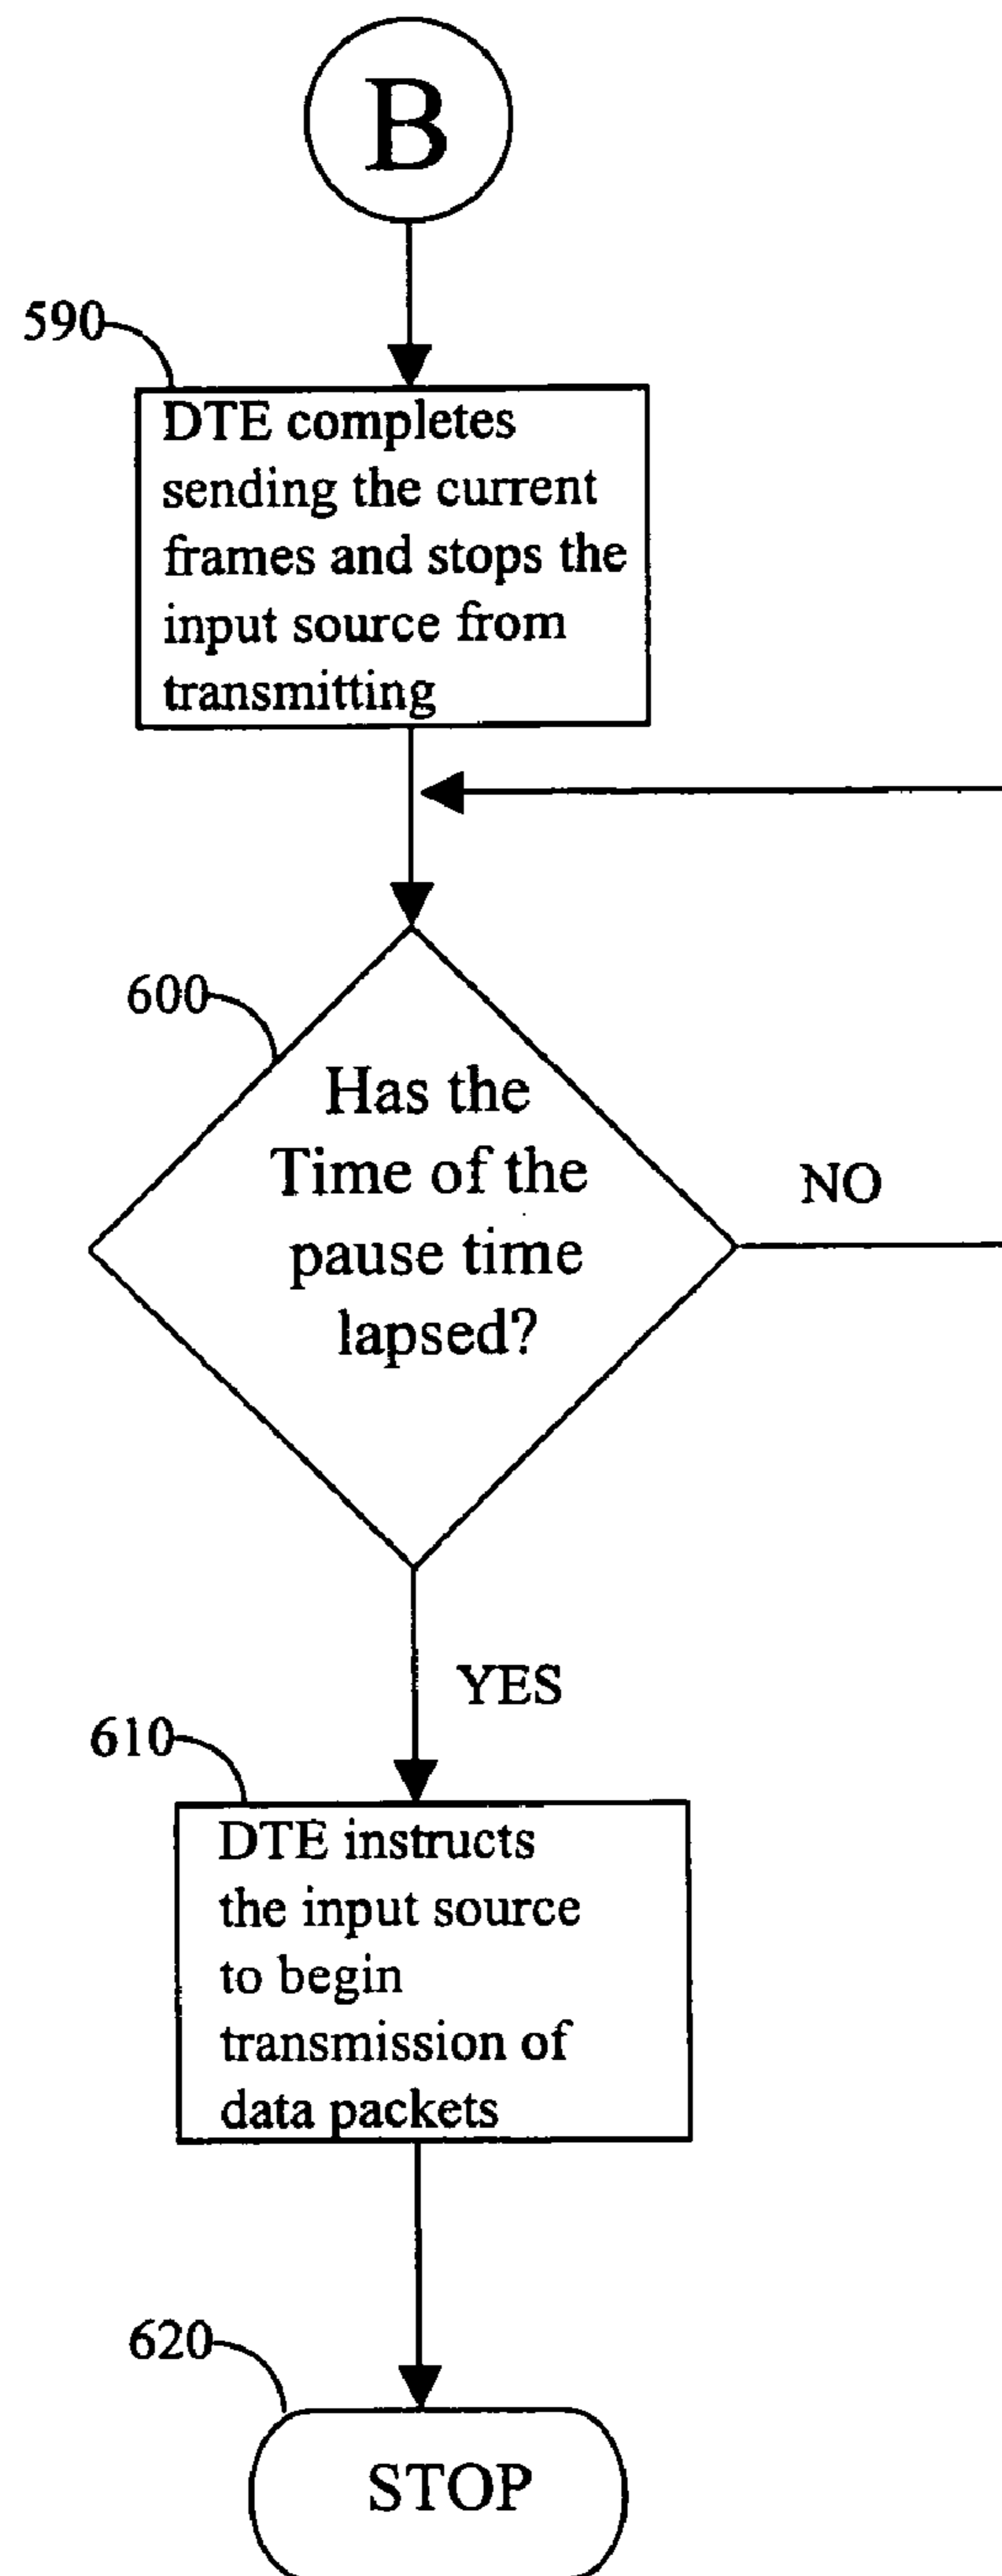 B
590
DTE completes
sending the current
frames and stops the
input source from
transmitting
600
Has the
Time of the
pause time
lapsed?
NO
YES
610
DTE instructs
the input source
to begin
transmission of
data packets
620
STOP